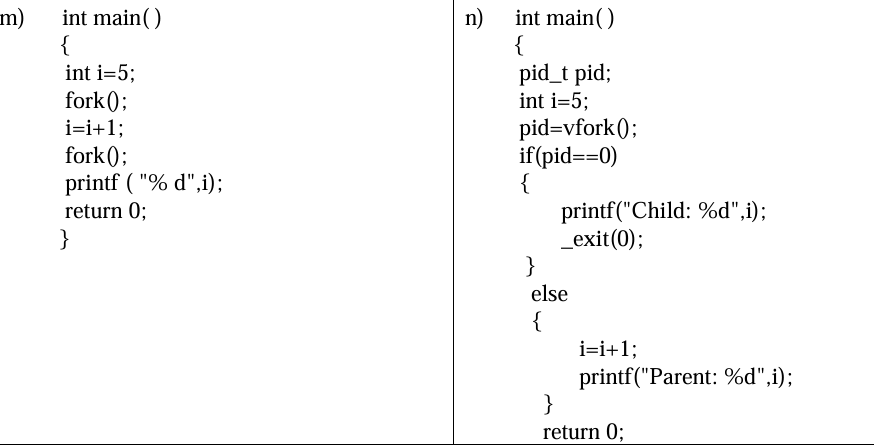 m) int main( )
{
int i=5;
fork();
i=i+1;
fork();
printf ( "% d",i);
return 0;
}
n) int main( )
{
pid_t pid;
int i=5;
pid=vfork();
if(pid==0)
{
printf("Child: %d",i);
_exit(0);
}
else
{
i=i+1;
printf("Parent: %d",i);
}
return 0;